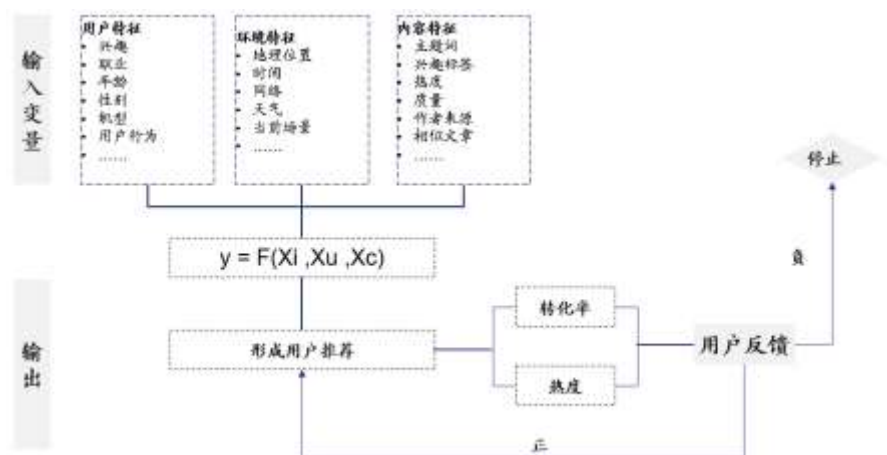 输入变量
用户特征
兴趣
职业
年龄
性别
机型
用户行为
……
环境特征
地理位置
时间
网络
天气
当前场景
……
内容特征
主题词
兴趣标签
热度
质量
作者来源
相似文章
……
停止
y = F(Xi ,Xu ,Xc)
负
输出
转化率
形成用户推荐
用户反馈
热度
正